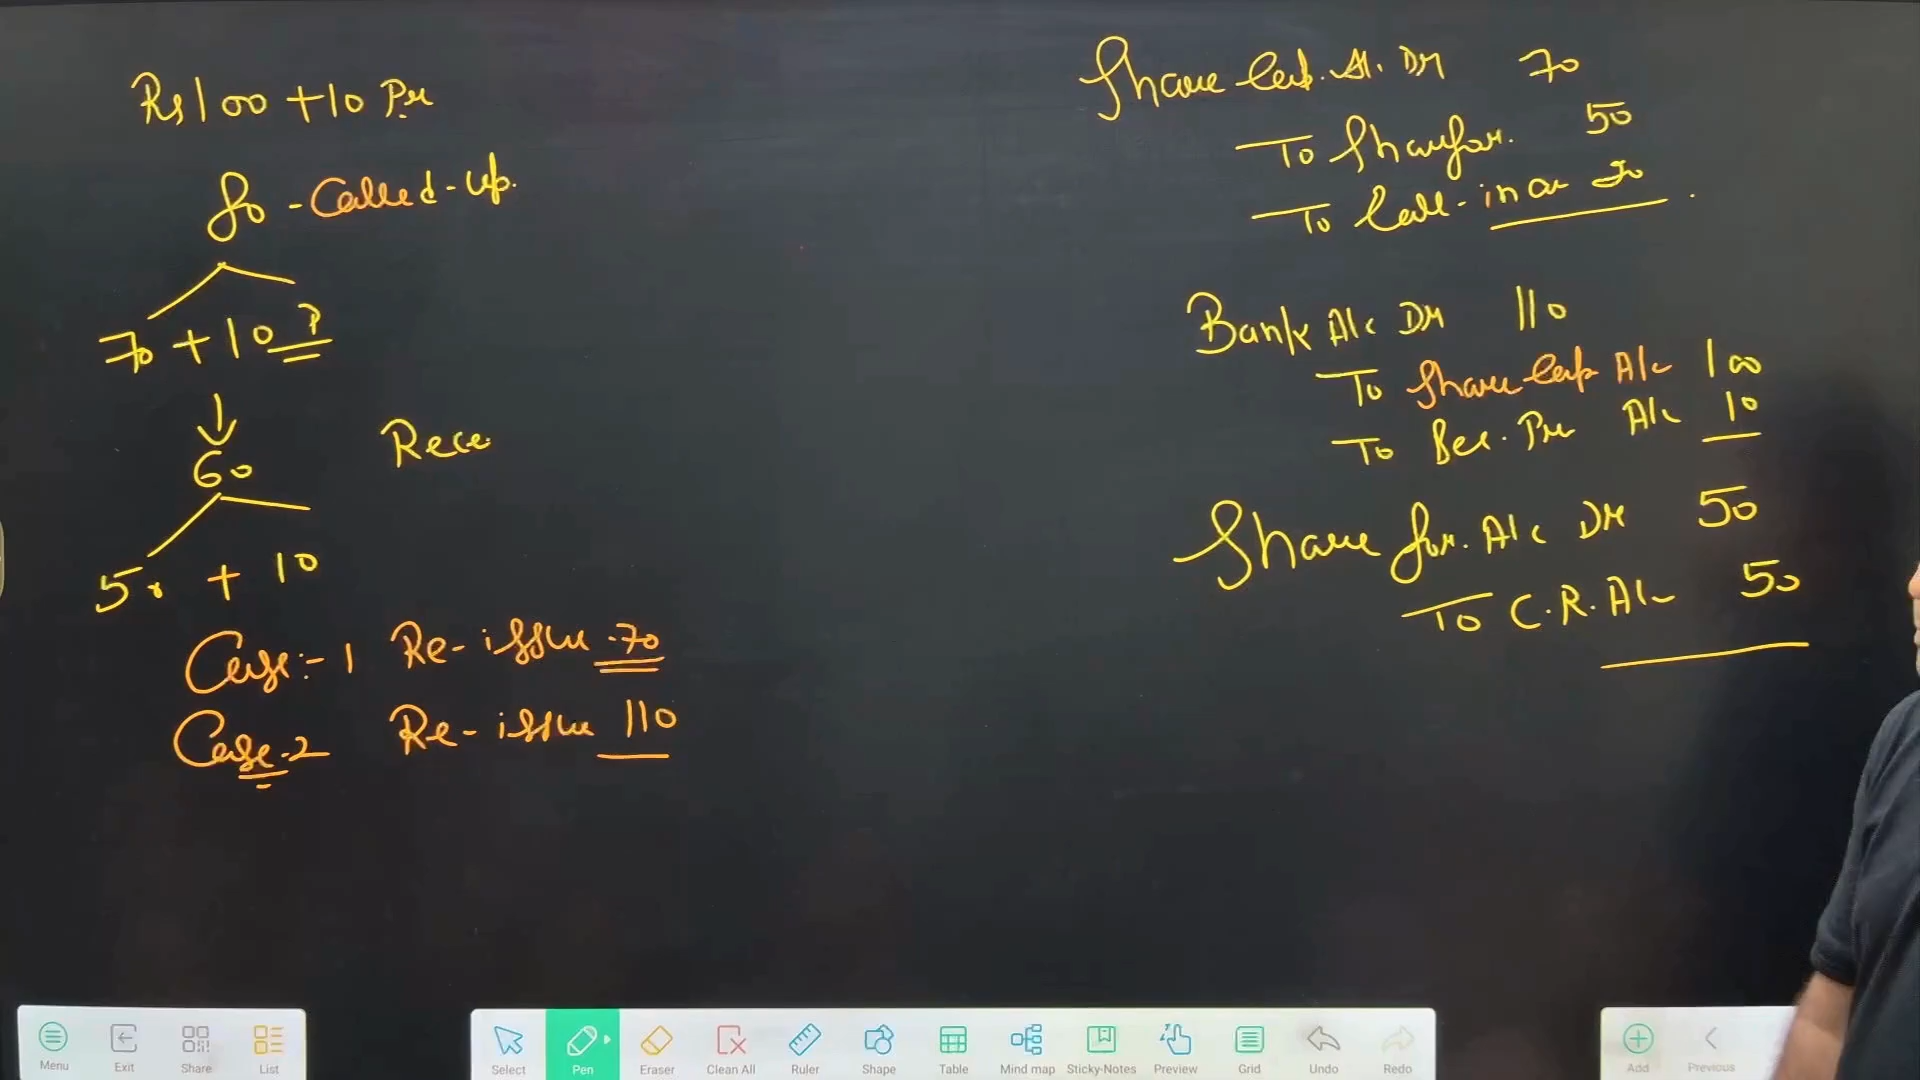 Rs 100 + 10 Pr.
80 - Called-up.
70 + 10 P
60
Rece
50 + 10
Case:- 1 Re-issue - 70
Case-2 Re-issue 110
Share Cap. A/c. Dr 70
To Sharefor. 50
To Call-in ar 20.
Bank A/c Dr 110
To Share Cap A/c 100
To Sec. Pre A/c 10
Share for. A/c Dr 50
To C.R. A/c 50
Menu Exit Share List
Select Pen Eraser Clean All Ruler Shape Table Mind map Sticky-Notes Preview Grid Undo Redo
Add Previous